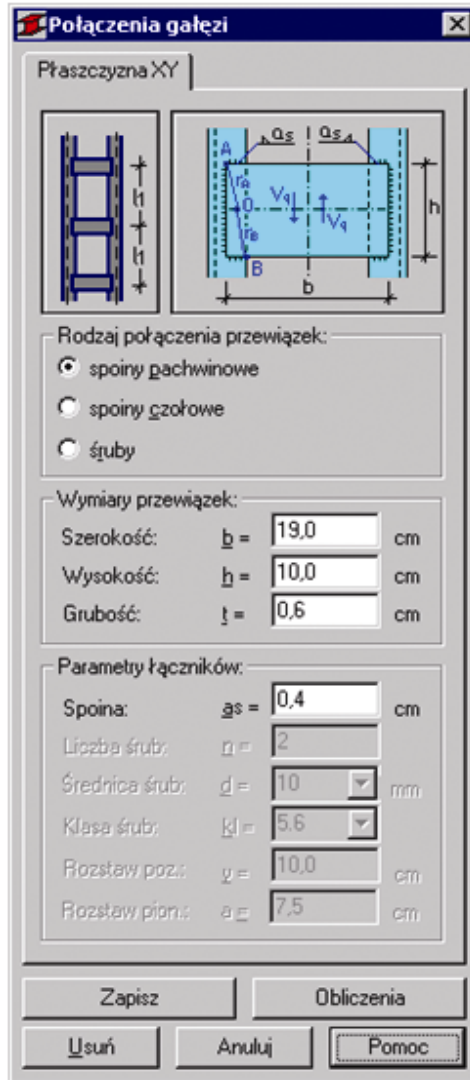 Połączenia gałęzi
Płaszczyzna XY
as as
A
rA
O
Vq
Vq
rB
B
h
b
l1
l1
Rodzaj połączenia przewiązek:
spoiny pachwinowe
spoiny czołowe
śruby
Wymiary przewiązek:
Szerokość: b = 19,0 cm
Wysokość: h = 10,0 cm
Grubość: t = 0,6 cm
Parametry łączników:
Spoina: as = 0,4 cm
Liczba śrub: n = 2
Średnica śrub: d = 10 mm
Klasa śrub: kl = 5.6
Rozstaw poz.: y = 10,0 cm
Rozstaw pion.: a = 7,5 cm
Zapisz Obliczenia
Usuń Anuluj Pomoc